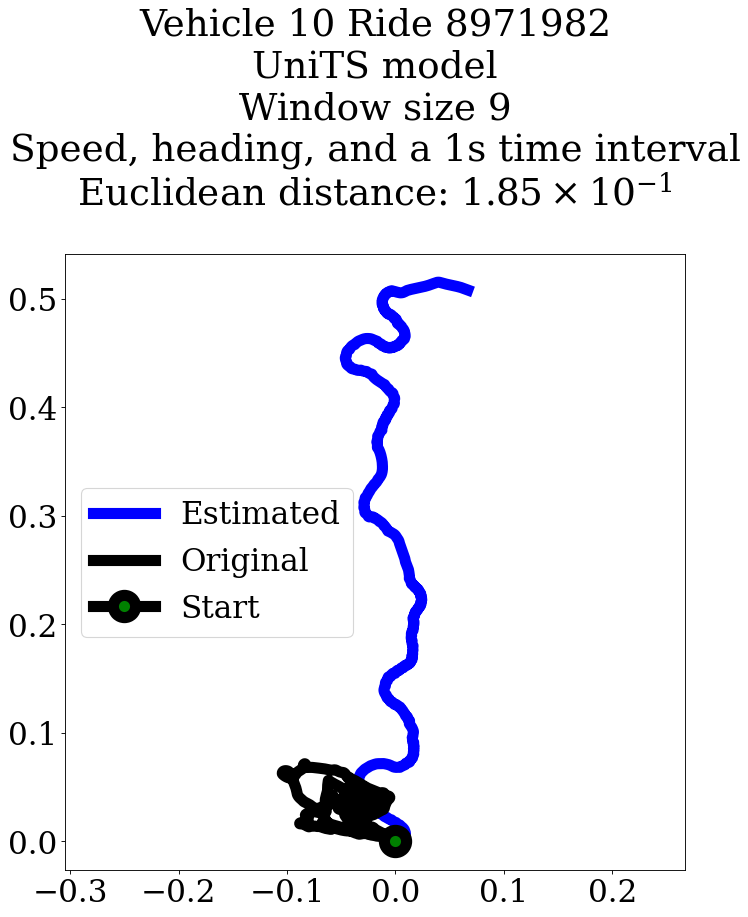 Vehicle 10 Ride 8971982
UniTS model
Window size 9
Speed, heading, and a 1s time interval
Euclidean distance: $1.85 \times 10^{-1}$
0.5
0.4
0.3
0.2
0.1
0.0
Estimated
Original
Start
−0.3 −0.2 −0.1 0.0 0.1 0.2